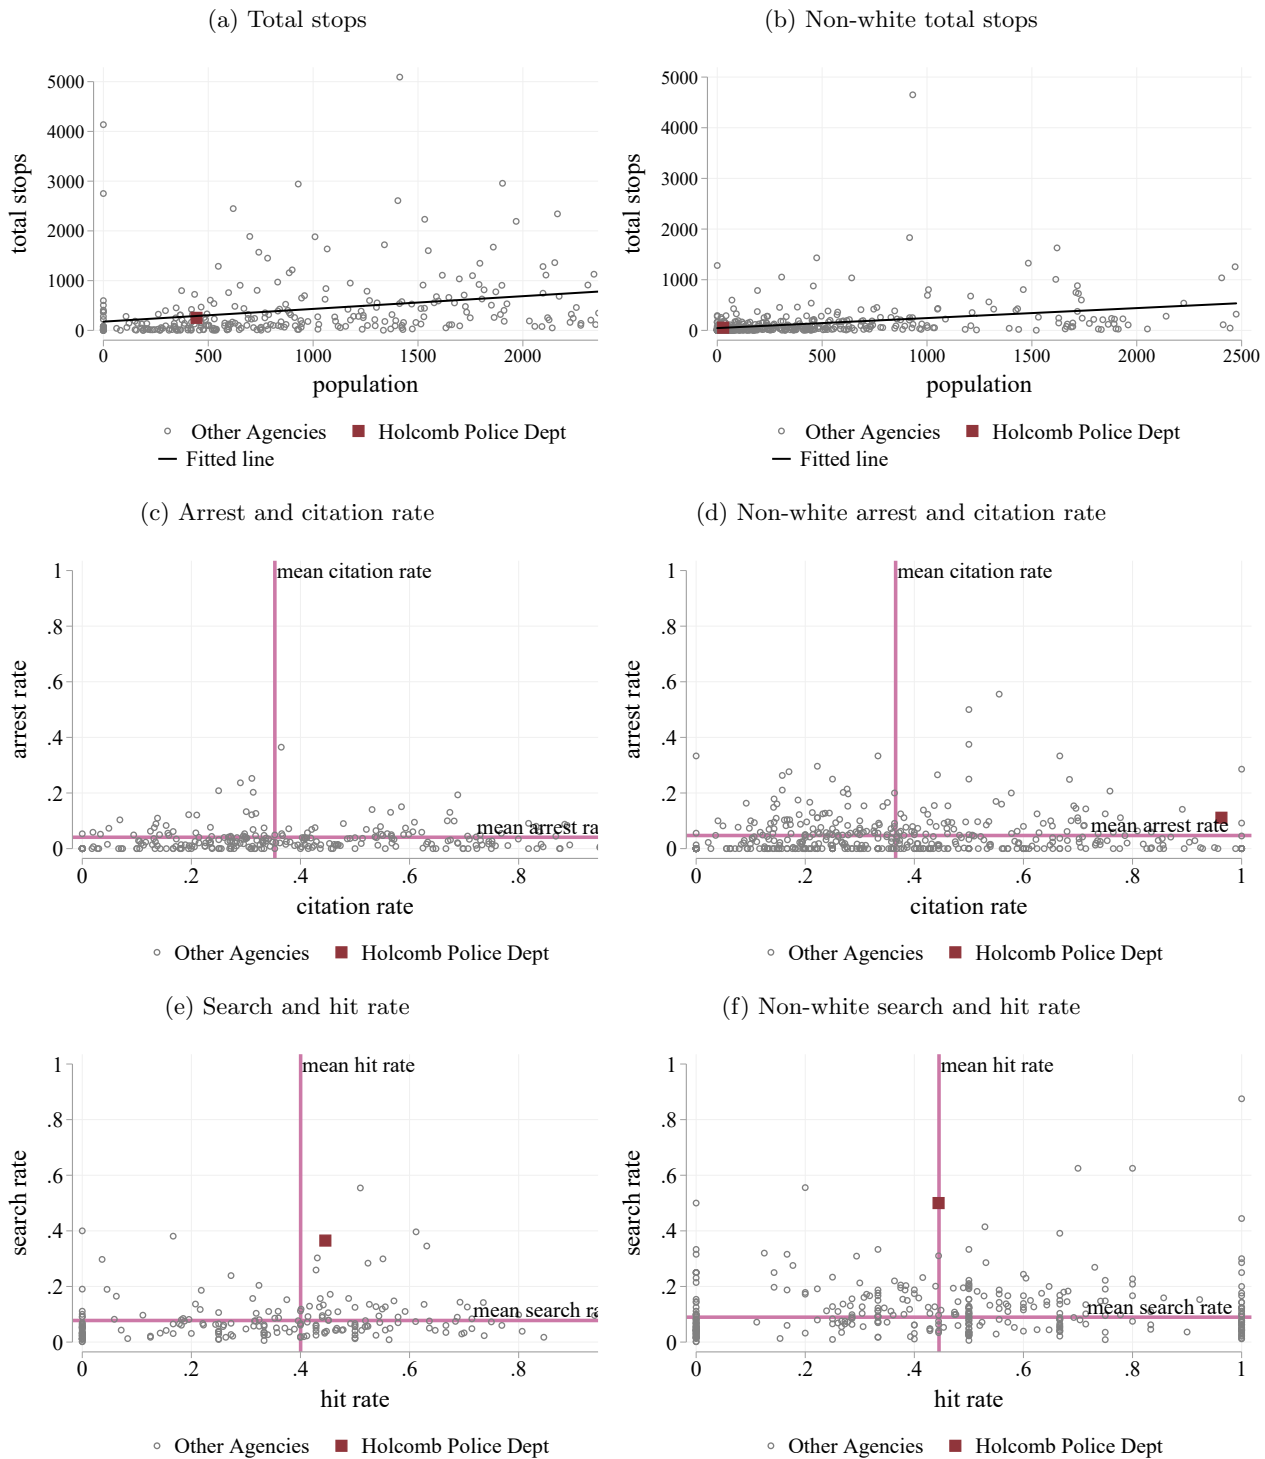 (a) Total stops
5000
4000
3000
2000
1000
0
total stops
0 500 1000 1500 2000
population
Other Agencies Holcomb Police Dept
Fitted line
(b) Non-white total stops
5000
4000
3000
2000
1000
0
total stops
0 500 1000 1500 2000 2500
population
Other Agencies Holcomb Police Dept
Fitted line
(c) Arrest and citation rate
1
.8
.6
.4
.2
0
arrest rate
mean citation rate
mean arrest ra
0 .2 .4 .6 .8
citation rate
Other Agencies Holcomb Police Dept
(d) Non-white arrest and citation rate
1
.8
.6
.4
.2
0
arrest rate
mean citation rate
mean arrest rate
0 .2 .4 .6 .8 1
citation rate
Other Agencies Holcomb Police Dept
(e) Search and hit rate
1
.8
.6
.4
.2
0
search rate
mean hit rate
mean search ra
0 .2 .4 .6 .8
hit rate
Other Agencies Holcomb Police Dept
(f) Non-white search and hit rate
1
.8
.6
.4
.2
0
search rate
mean hit rate
mean search rate
0 .2 .4 .6 .8 1
hit rate
Other Agencies Holcomb Police Dept